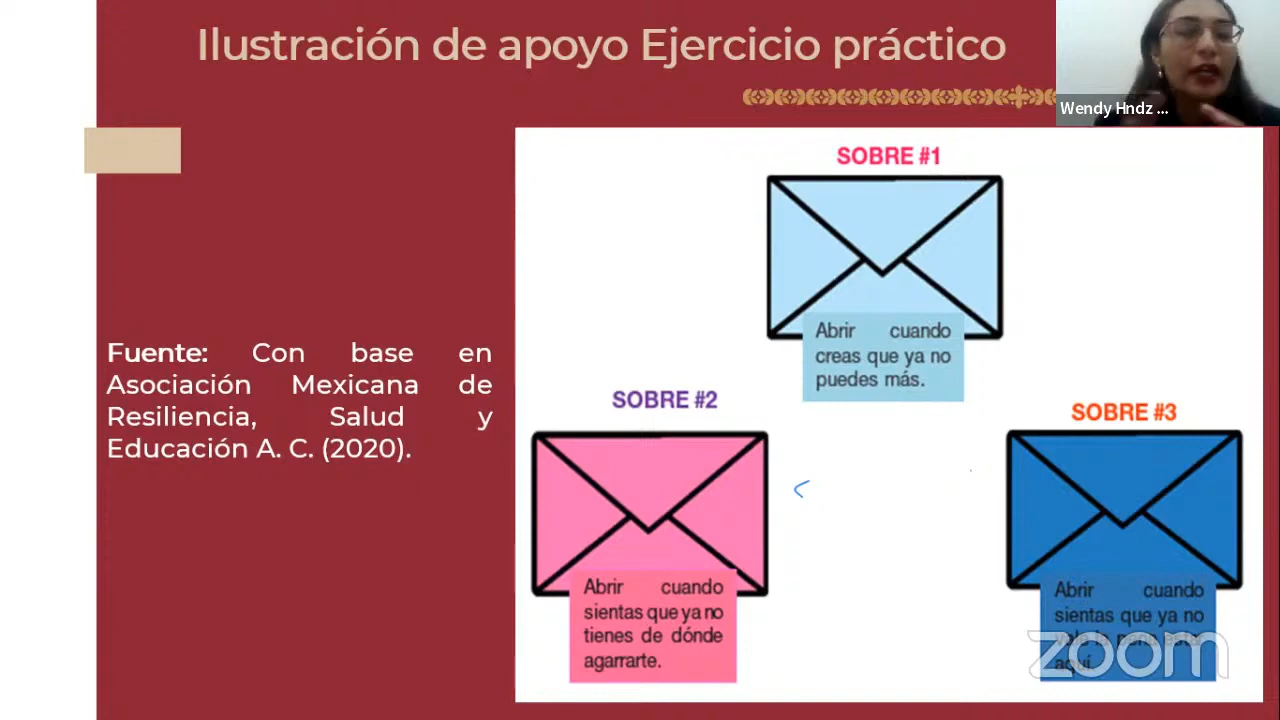 Ilustración de apoyo Ejercicio práctico
Wendy Hndz ...
SOBRE #1
Abrir cuando
creas que ya no
puedes más.
Fuente: Con base en
Asociación Mexicana de
Resiliencia, Salud y
Educación A. C. (2020).
SOBRE #2
Abrir cuando
sientas que ya no
tienes de dónde
agarrarte.
SOBRE #3
Abrir cuando
sientas que ya no
aquí.
zoom